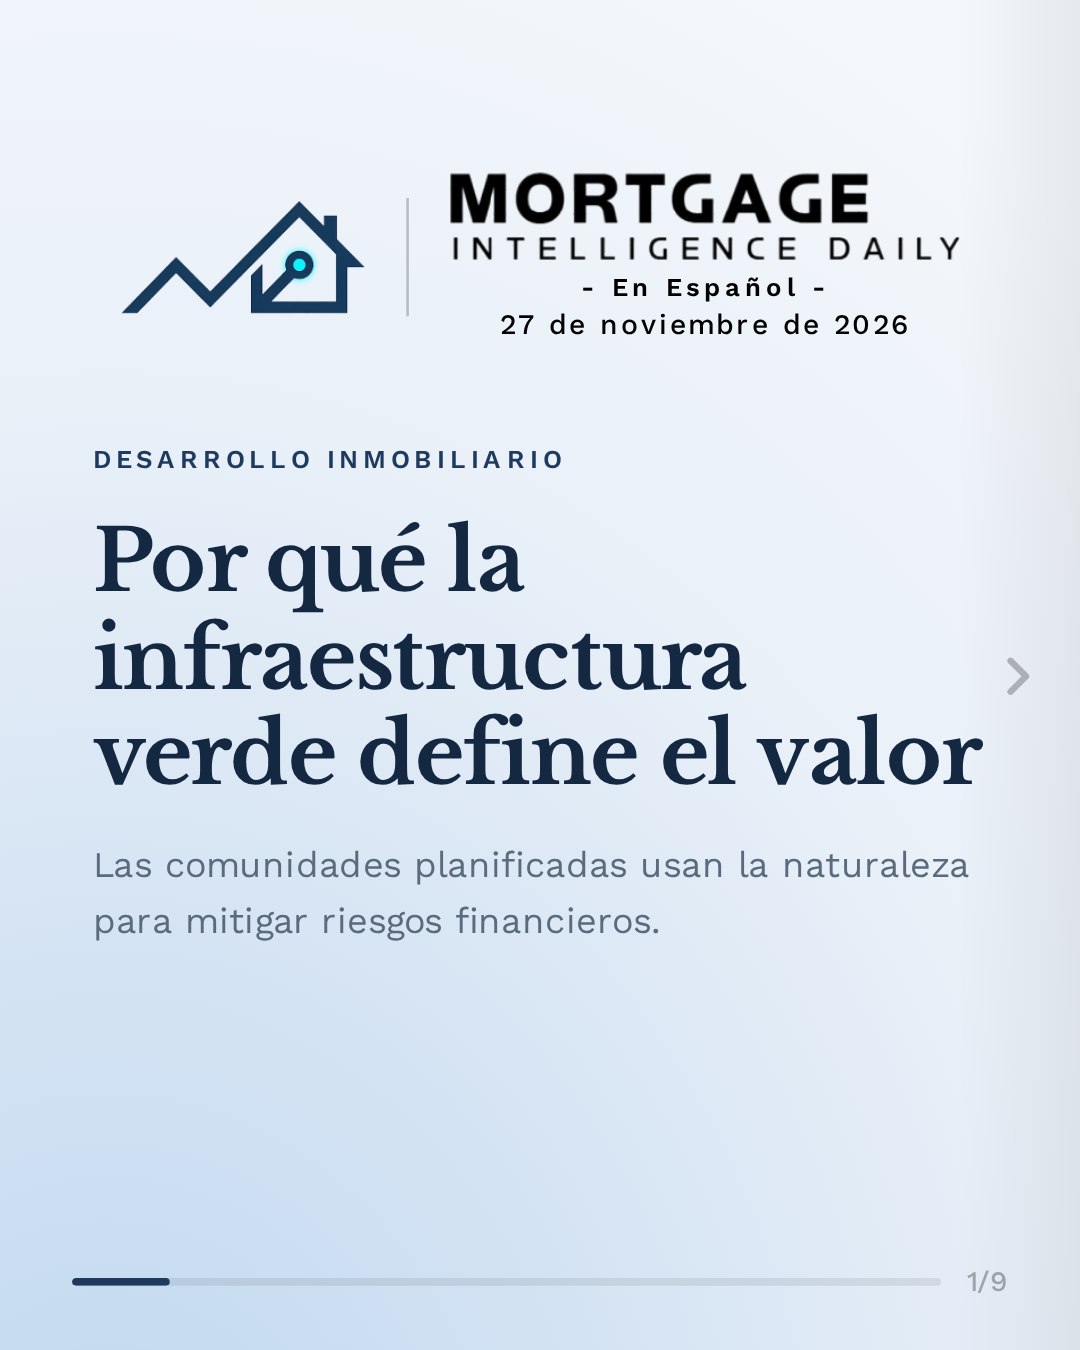 MORTGAGE
INTELLIGENCE DAILY
- En Español -
27 de noviembre de 2026
DESARROLLO INMOBILIARIO
Por qué la
infraestructura
verde define el valor
Las comunidades planificadas usan la naturaleza
para mitigar riesgos financieros.
1/9